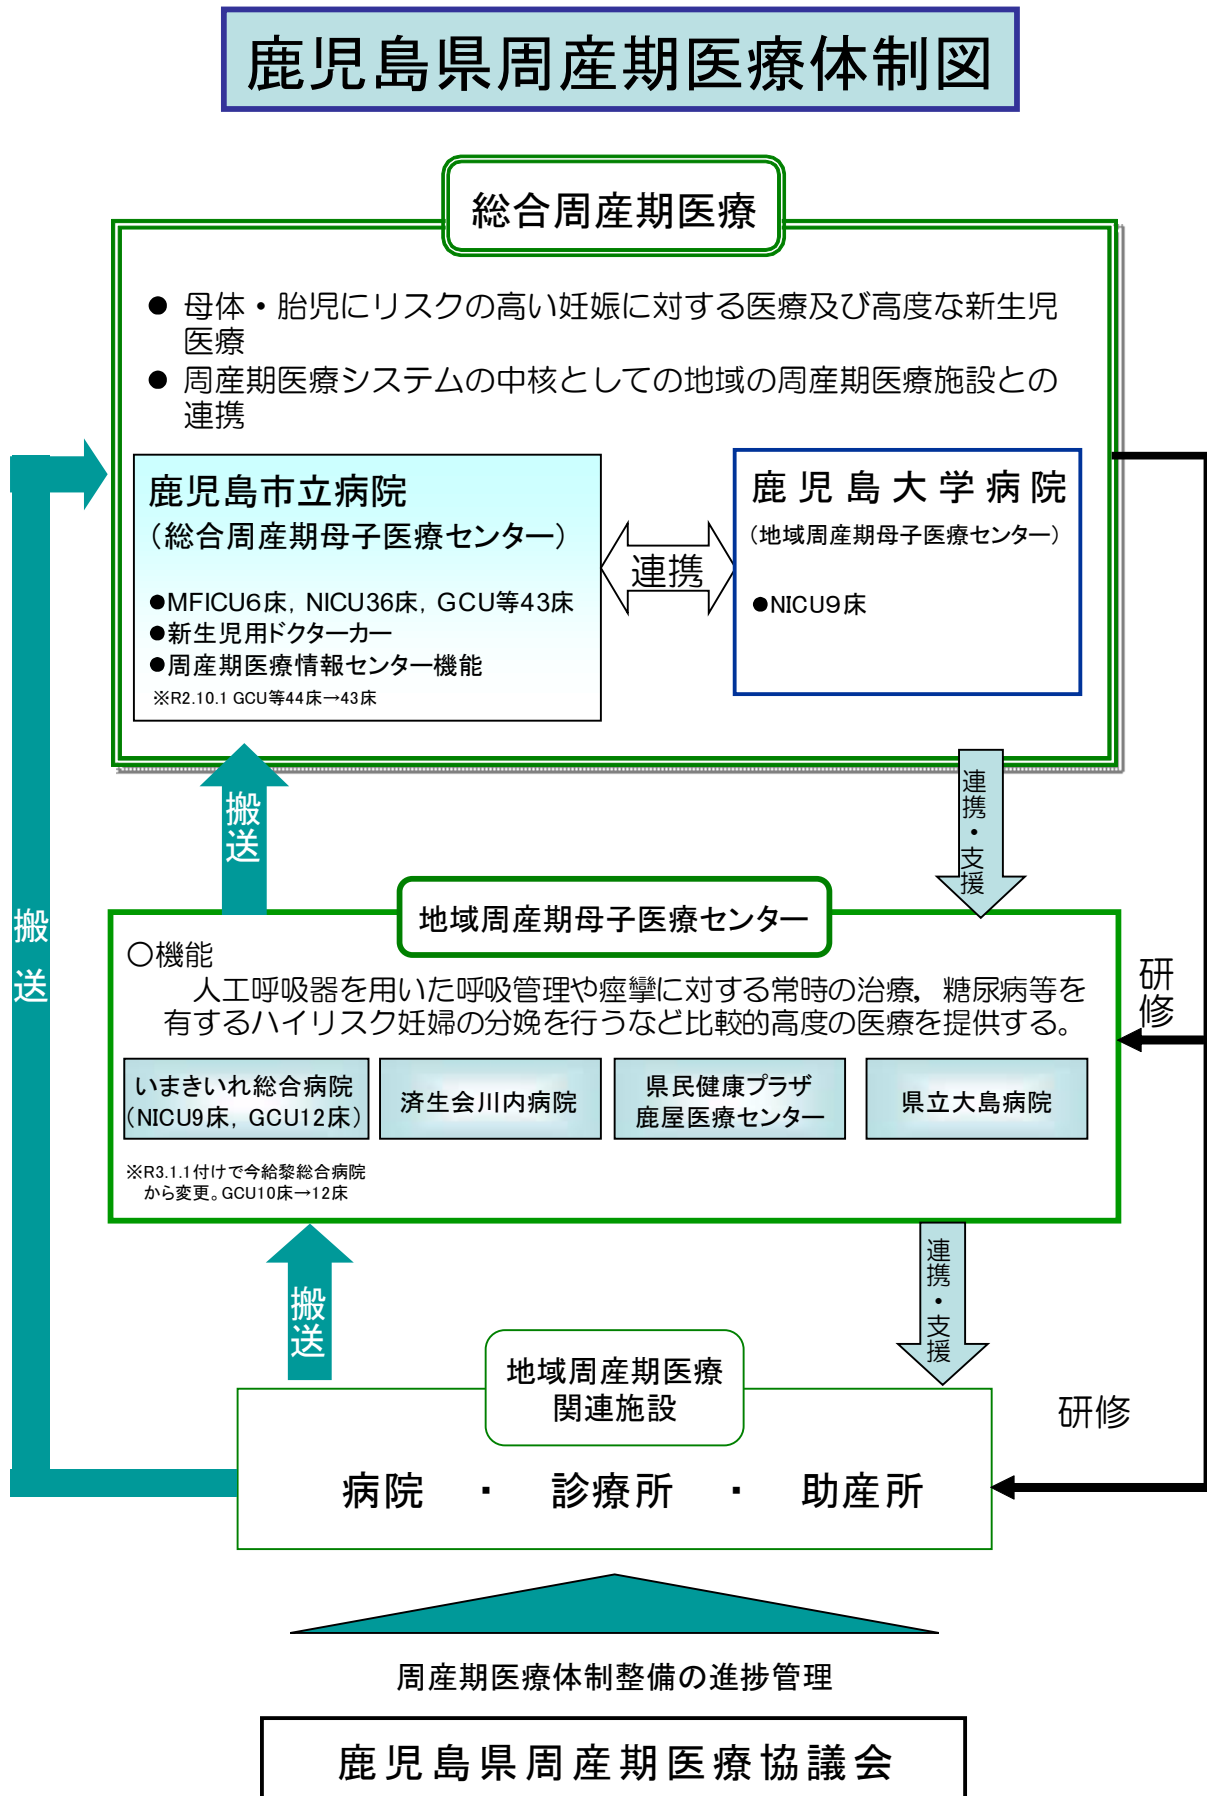 鹿児島県周産期医療体制図
総合周産期医療
● 母体・胎児にリスクの高い妊娠に対する医療及び高度な新生児
医療
● 周産期医療システムの中核としての地域の周産期医療施設との
連携
鹿児島市立病院
（総合周産期母子医療センター）
●MFICU6床，NICU36床，GCU等43床
●新生児用ドクターカー
●周産期医療情報センター機能
※R2.10.1 GCU等44床→43床
連携
鹿児島大学病院
（地域周産期母子医療センター）
●NICU9床
搬送
連携・支援
搬送
地域周産期母子医療センター
○機能
人工呼吸器を用いた呼吸管理や痙攣に対する常時の治療，糖尿病等を
有するハイリスク妊婦の分娩を行うなど比較的高度の医療を提供する。
研修
いまきいれ総合病院
（NICU9床，GCU12床）
済生会川内病院
県民健康プラザ
鹿屋医療センター
県立大島病院
※R3.1.1付けで今給黎総合病院
から変更。GCU10床→12床
搬送
連携・支援
地域周産期医療
関連施設
研修
病院 ・ 診療所 ・ 助産所
周産期医療体制整備の進捗管理
鹿児島県周産期医療協議会